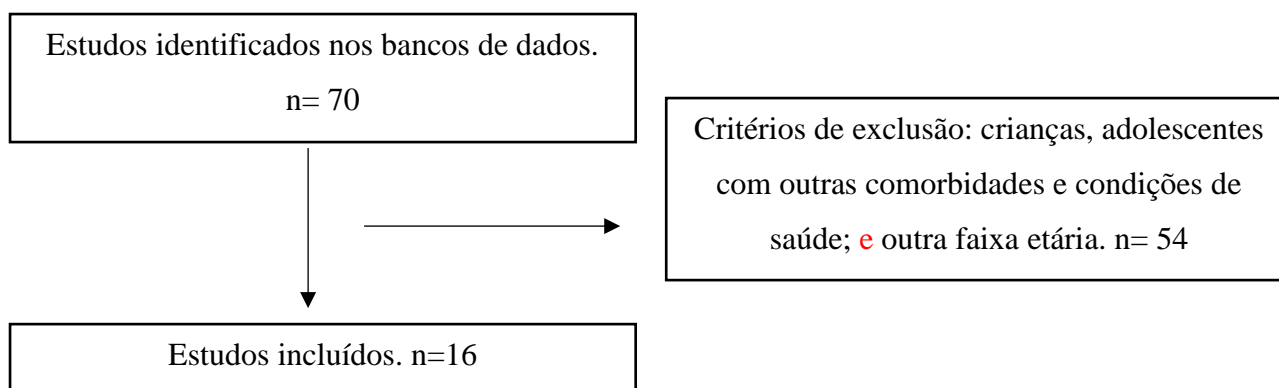 Estudos identificados nos bancos de dados.
n= 70
Critérios de exclusão: crianças, adolescentes
com outras comorbidades e condições de
saúde; e outra faixa etária. n= 54
Estudos incluídos. n=16